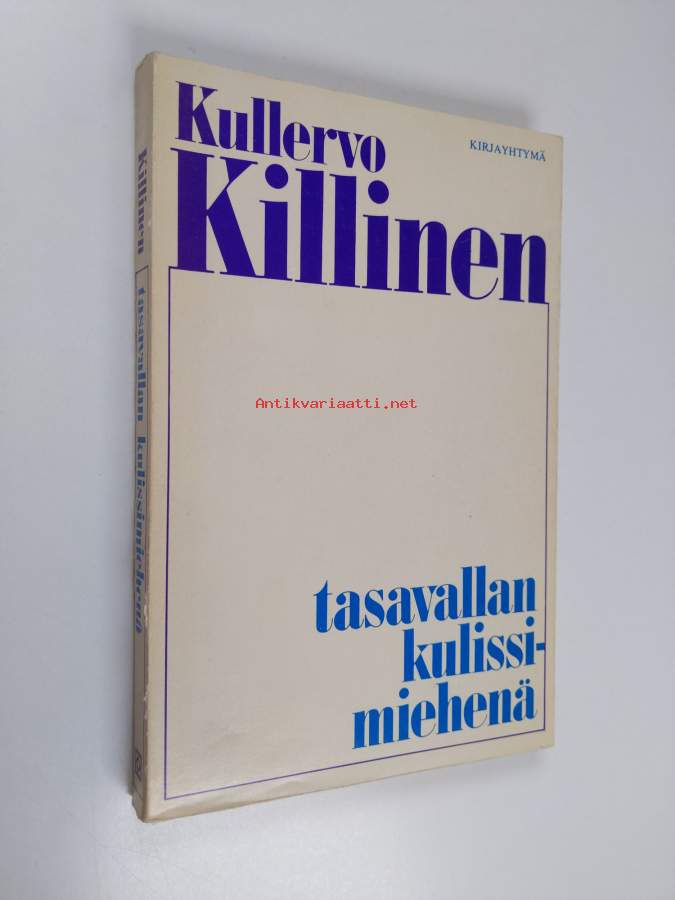 Kullervo
Killinen
KIRJAYHTYMÄ
tasavallan
kulissi-
miehenä
Killinen
tasavallan kulissimiehenä
Antikvariaatti.net